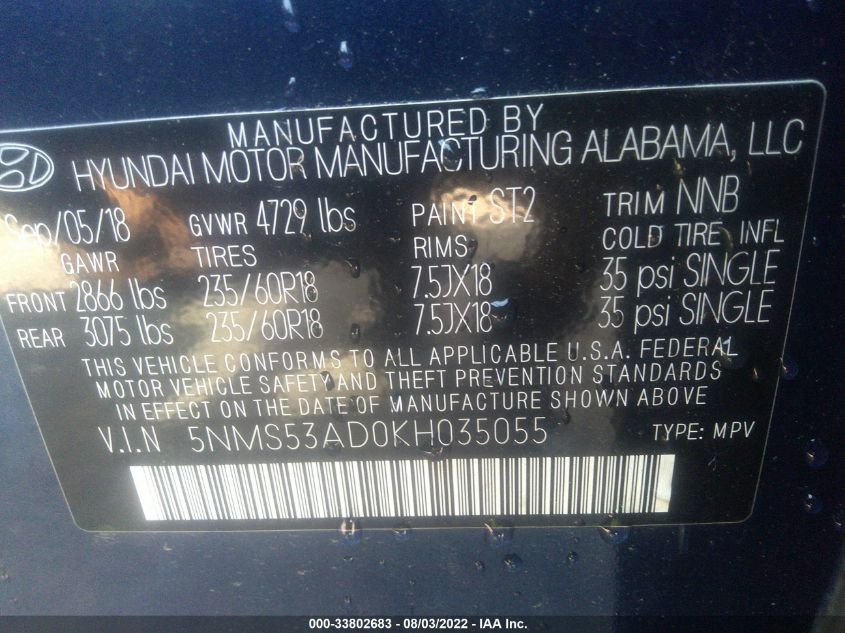 MANUFACTURED BY
HYUNDAI MOTOR MANUFACTURING ALABAMA, LLC
Sep/05/18 GVWR 4729 lbs PAINT ST2 TRIM NNB
GAWR TIRES RIMS COLD TIRE INFL
FRONT 2866 lbs 235/60R18 7.5JX18 35 psi SINGLE
REAR 3075 lbs 235/60R18 7.5JX18 35 psi SINGLE
THIS VEHICLE CONFORMS TO ALL APPLICABLE U.S.A. FEDERAL
MOTOR VEHICLE SAFETY AND THEFT PREVENTION STANDARDS
IN EFFECT ON THE DATE OF MANUFACTURE SHOWN ABOVE
V.I.N 5NMS53AD0KH035055 TYPE: MPV
000-33802683 - 08/03/2022 - IAA Inc.